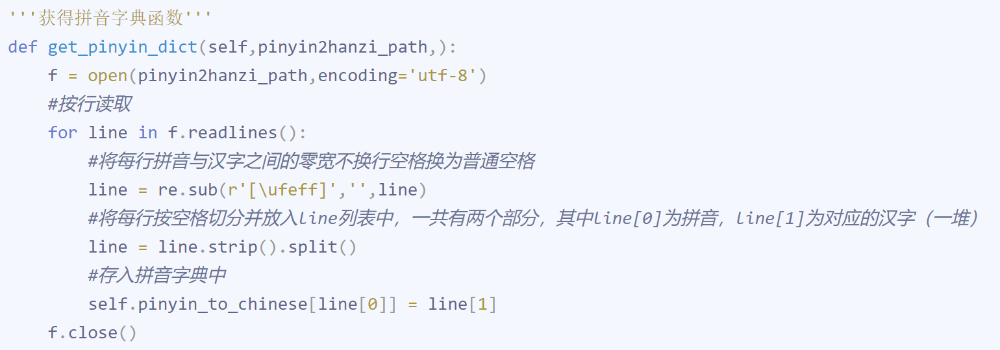 '''获得拼音字典函数'''
def get_pinyin_dict(self,pinyin2hanzi_path,):
    f = open(pinyin2hanzi_path,encoding='utf-8')
    #按行读取
    for line in f.readlines():
        #将每行拼音与汉字之间的零宽不换行空格换为普通空格
        line = re.sub(r'[\ufeff]','',line)
        #将每行按空格切分并放入line列表中，一共有两个部分，其中line[0]为拼音，line[1]为对应的汉字（一堆）
        line = line.strip().split()
        #存入拼音字典中
        self.pinyin_to_chinese[line[0]] = line[1]
    f.close()